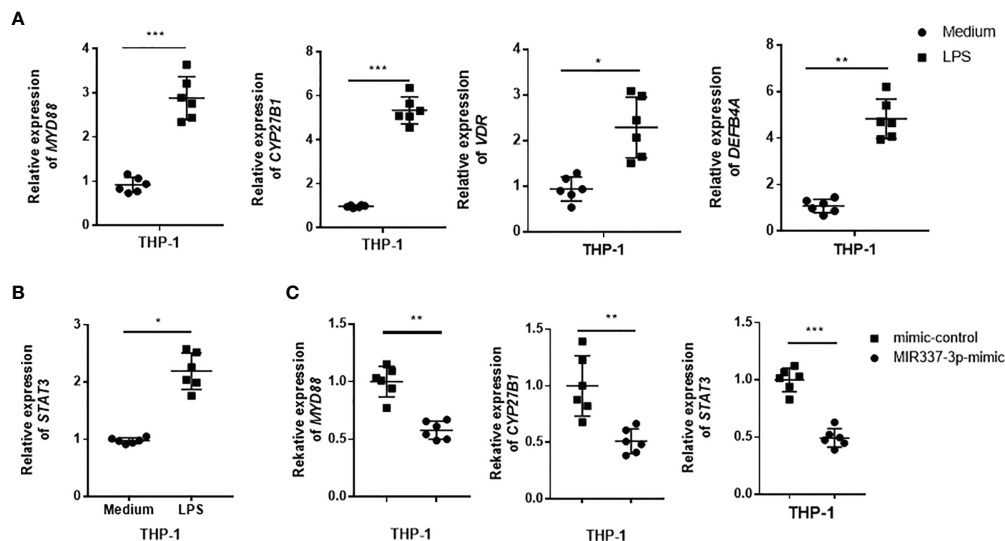 A
Relative expression
of MYD88
4
3
2
1
0
***
THP-1
Relative expression
of CYP27B1
8
6
4
2
0
***
THP-1
Relative expression
of VDR
4
3
2
1
0
*
THP-1
Relative expression
of DEFB4A
8
6
4
2
0
**
THP-1
Medium
LPS
B
Relative expression
of STAT3
3
2
1
0
*
Medium LPS
THP-1
C
Rekative expression
of MYD88
1.5
1.0
0.5
0.0
**
THP-1
Relative expression
of CYP27B1
1.5
1.0
0.5
0.0
**
THP-1
Relative expression
of STAT3
1.5
1.0
0.5
0.0
***
THP-1
mimic-control
MIR337-3p-mimic